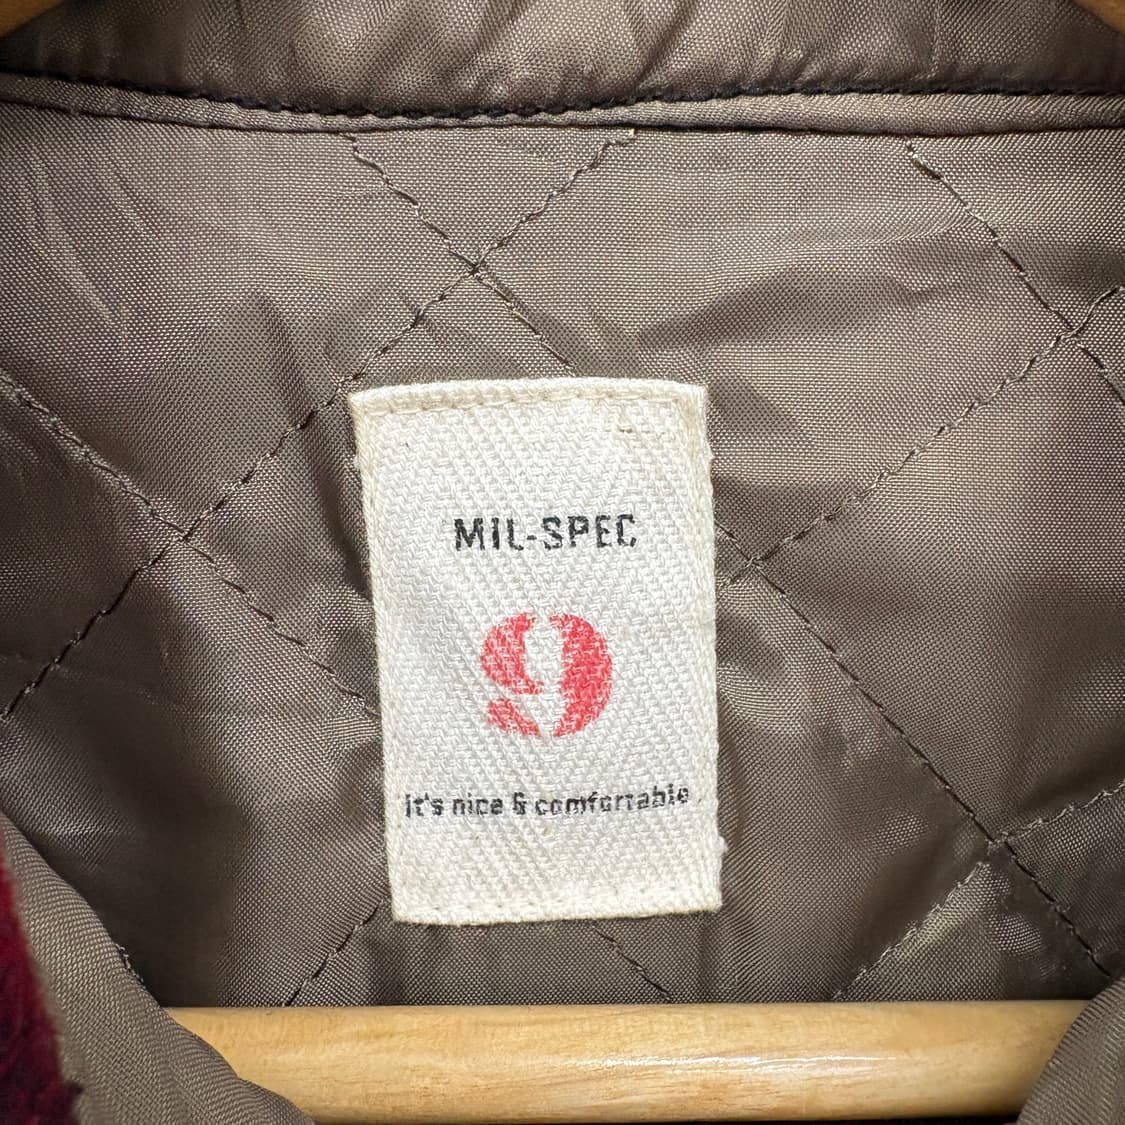 MIL-SPEC
9
it's nice & comfortable